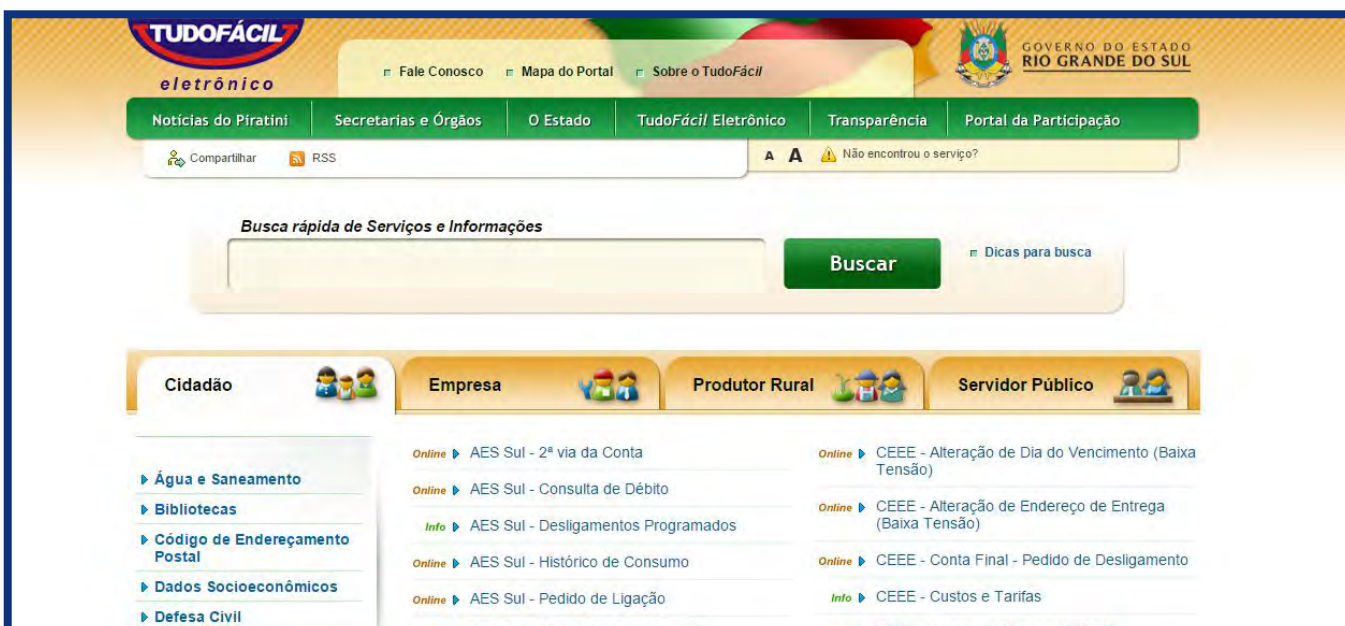 TUDOFÁCIL
eletrônico
Fale Conosco Mapa do Portal Sobre o TudoFácil
GOVERNO DO ESTADO
RIO GRANDE DO SUL
Notícias do Piratini Secretarias e Órgãos O Estado TudoFácil Eletrônico Transparência Portal da Participação
Compartilhar RSS A A Não encontrou o serviço?
Busca rápida de Serviços e Informações
Buscar Dicas para busca
Cidadão Empresa Produtor Rural Servidor Público
Água e Saneamento
Bibliotecas
Código de Endereçamento
Postal
Dados Socioeconômicos
Defesa Civil
Online AES Sul - 2ª via da Conta
Online AES Sul - Consulta de Débito
Info AES Sul - Desligamentos Programados
Online AES Sul - Histórico de Consumo
Online AES Sul - Pedido de Ligação
Online CEEE - Alteração de Dia do Vencimento (Baixa
Tensão)
Online CEEE - Alteração de Endereço de Entrega
(Baixa Tensão)
Online CEEE - Conta Final - Pedido de Desligamento
Info CEEE - Custos e Tarifas